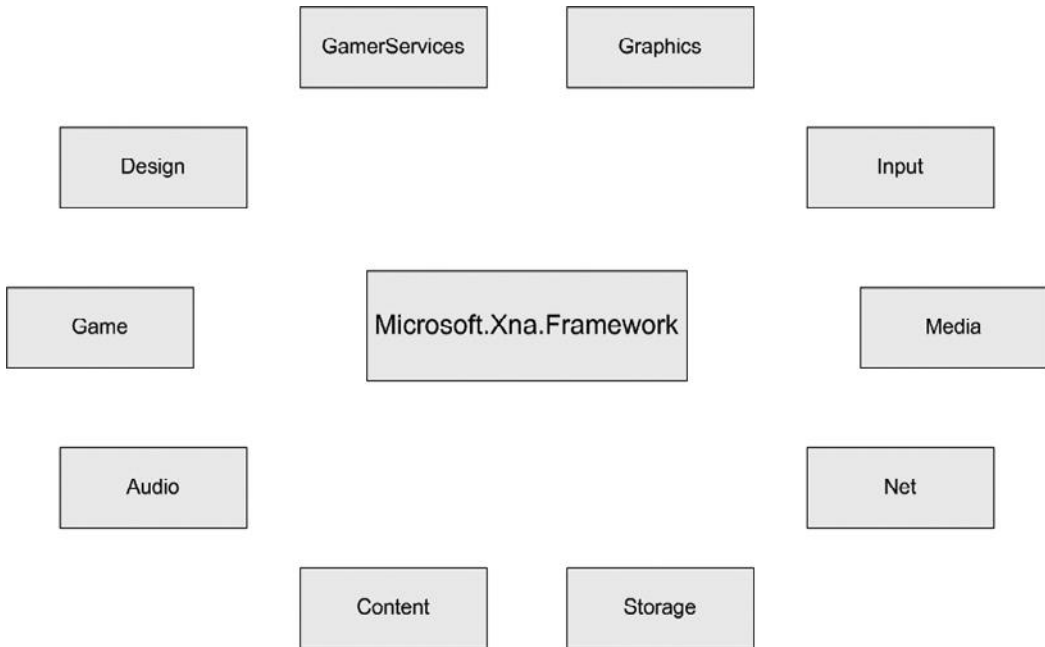 GamerServices
Graphics
Design
Input
Game
Microsoft.Xna.Framework
Media
Audio
Net
Content
Storage